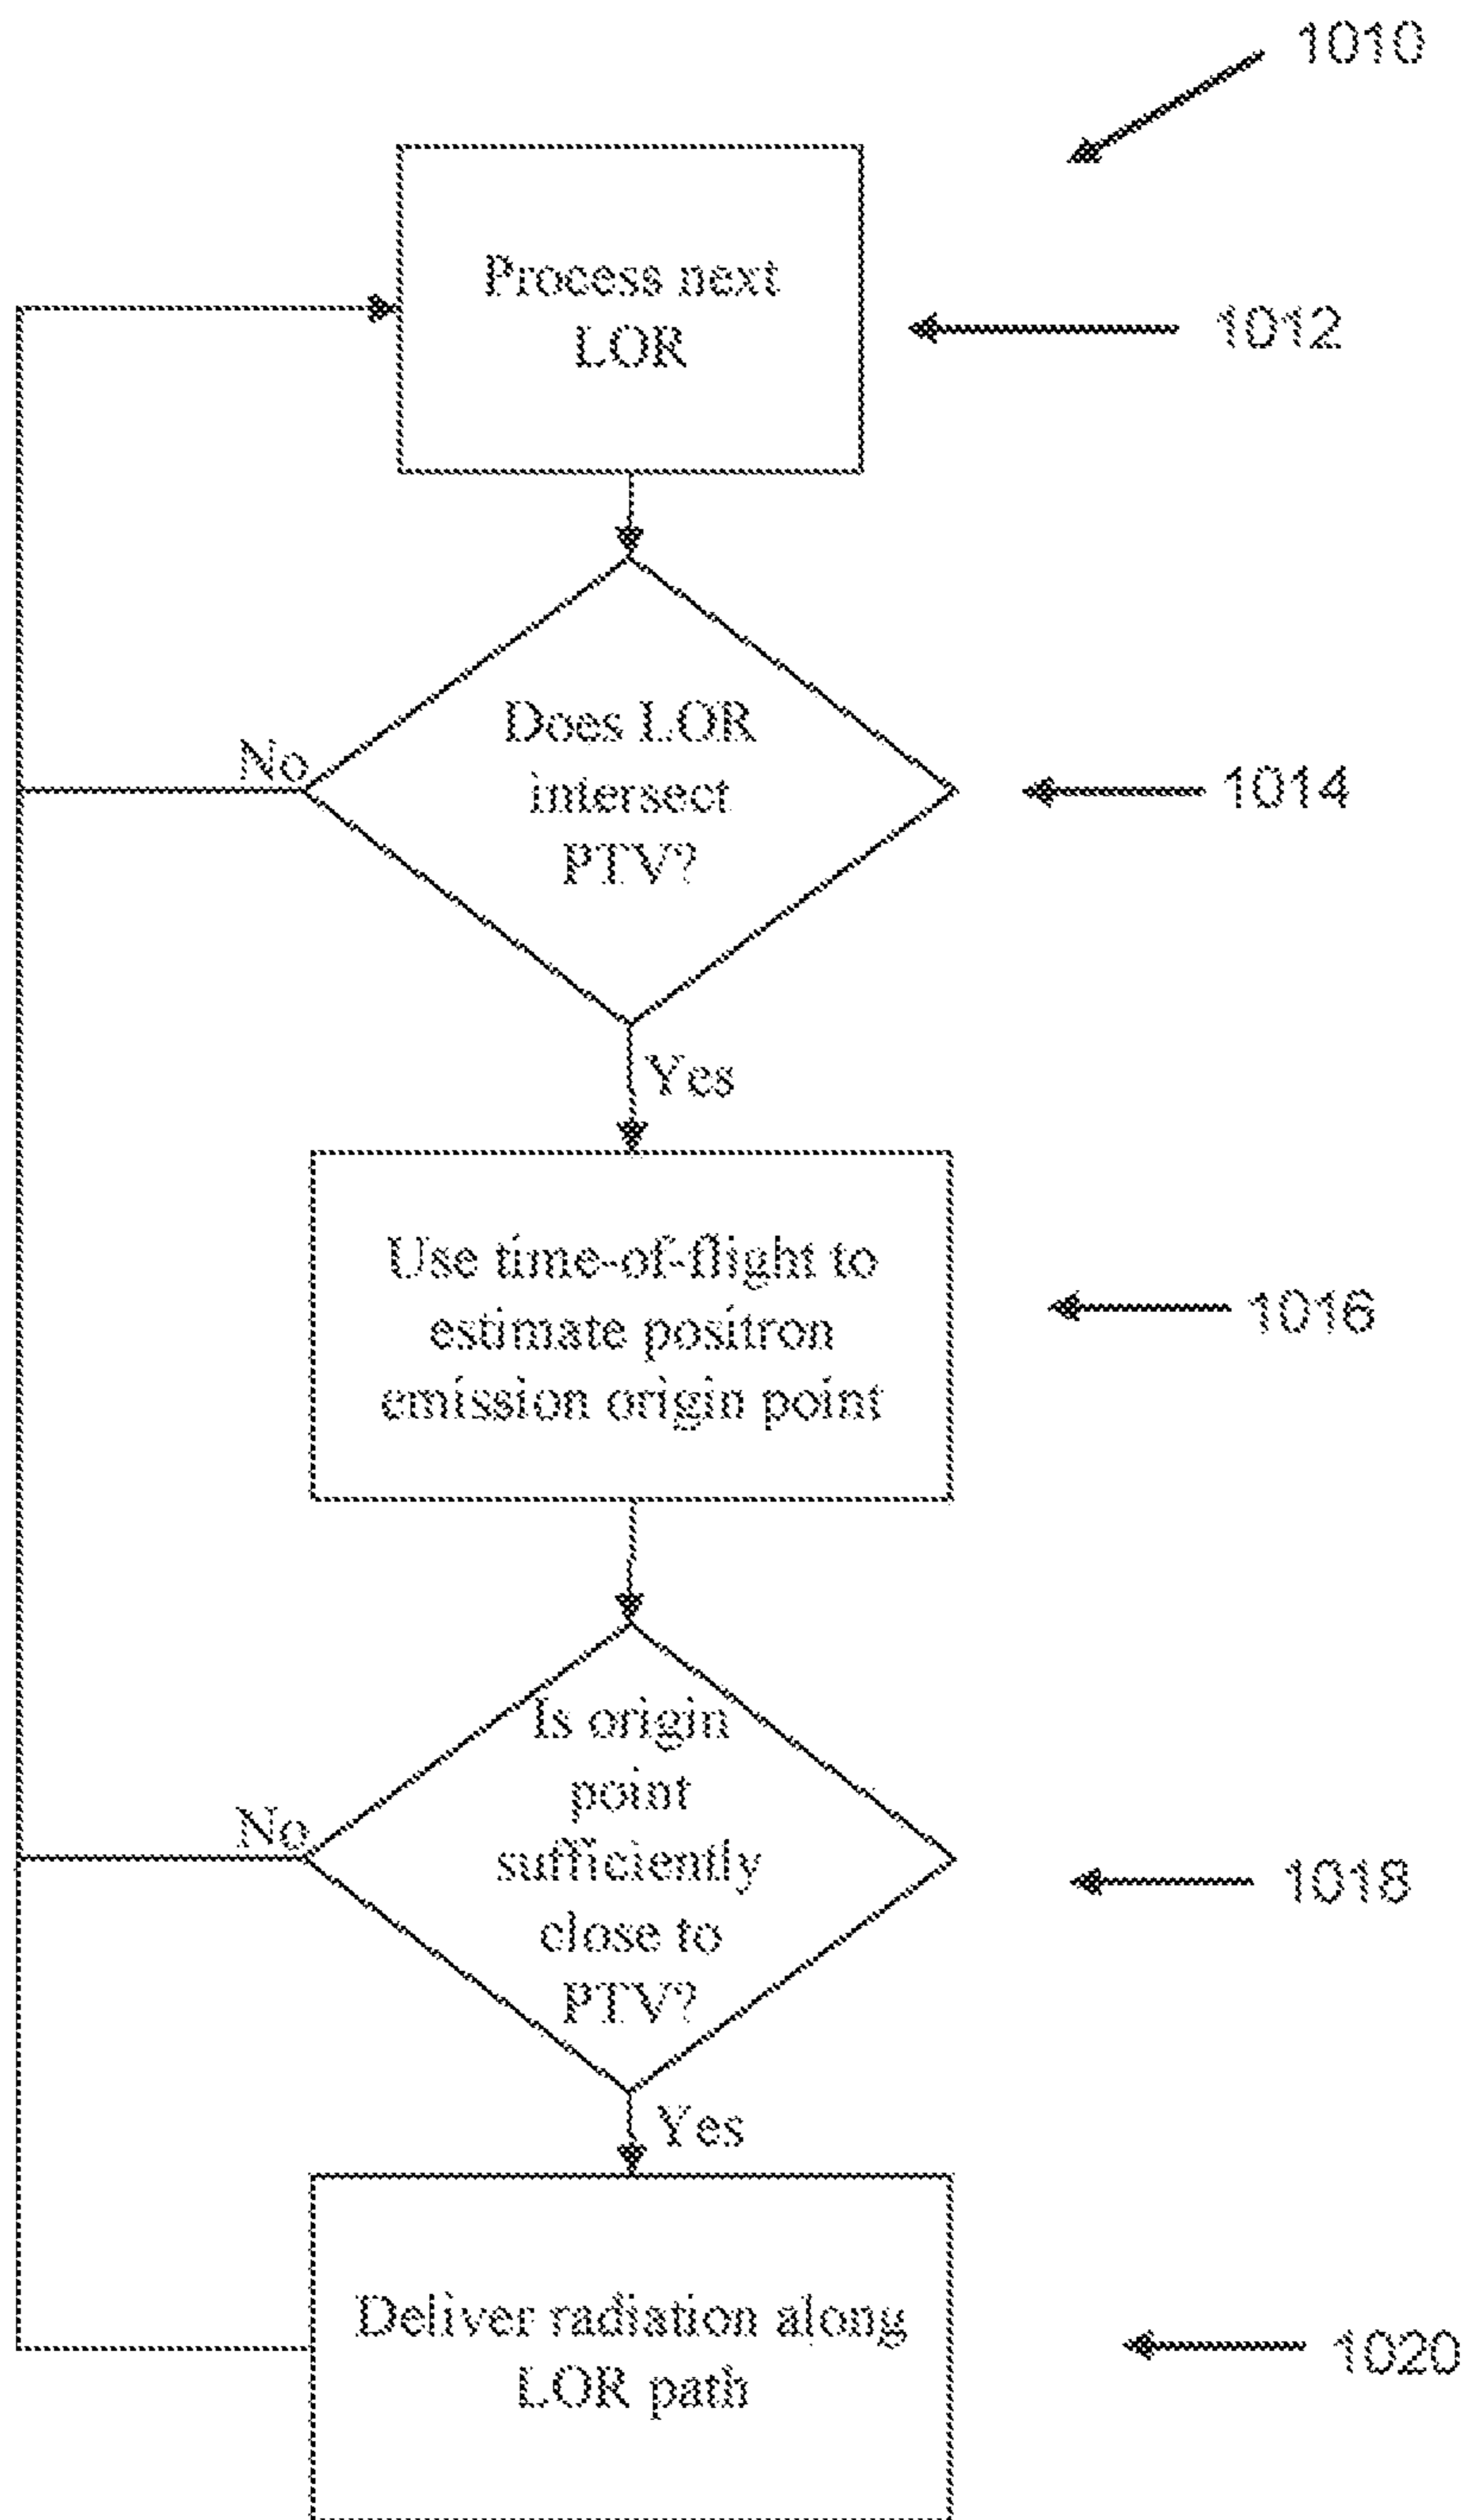 1010
Process next
LOR
1012
Does LOR
intersect
PTV?
1014
No
Yes
Use time-of-flight to
estimate positron
emission origin point
1016
Is origin
point
sufficiently
close to
PTV?
1018
No
Yes
Deliver radiation along
LOR path
1020